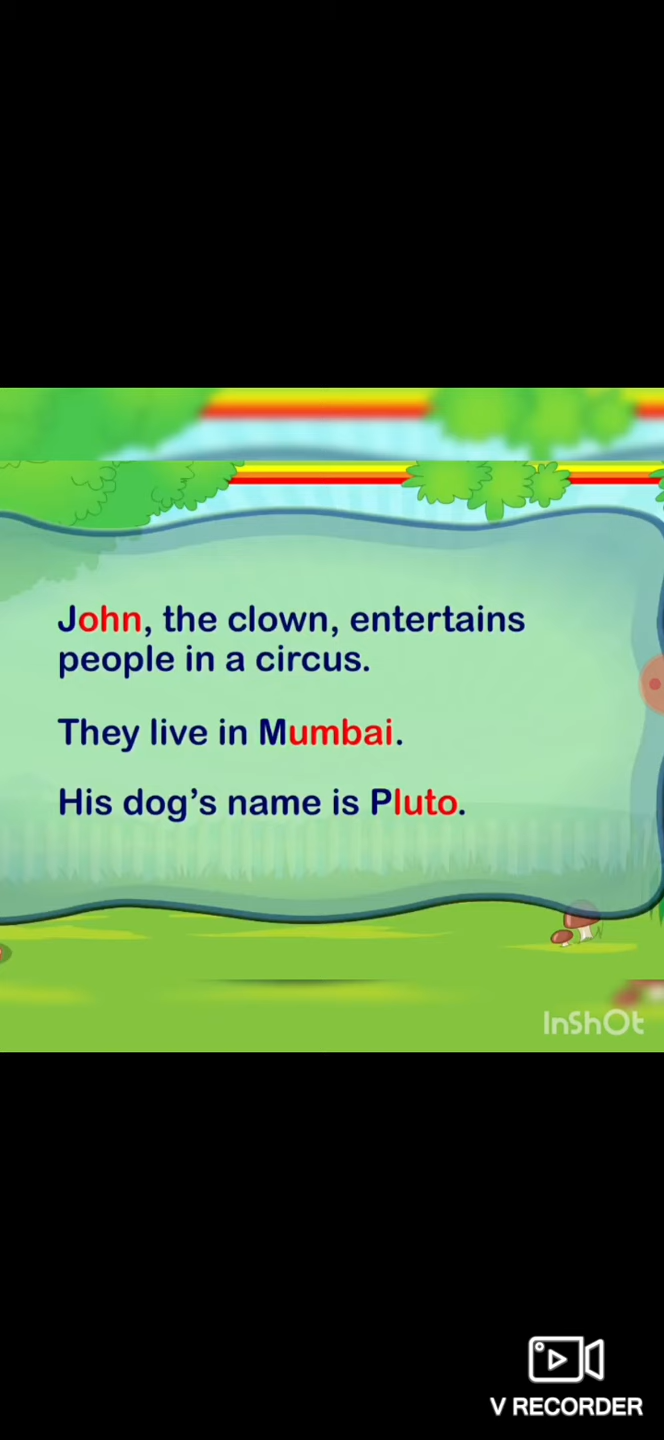 John, the clown, entertains
people in a circus.
They live in Mumbai.
His dog’s name is Pluto.
InShOt
V RECORDER